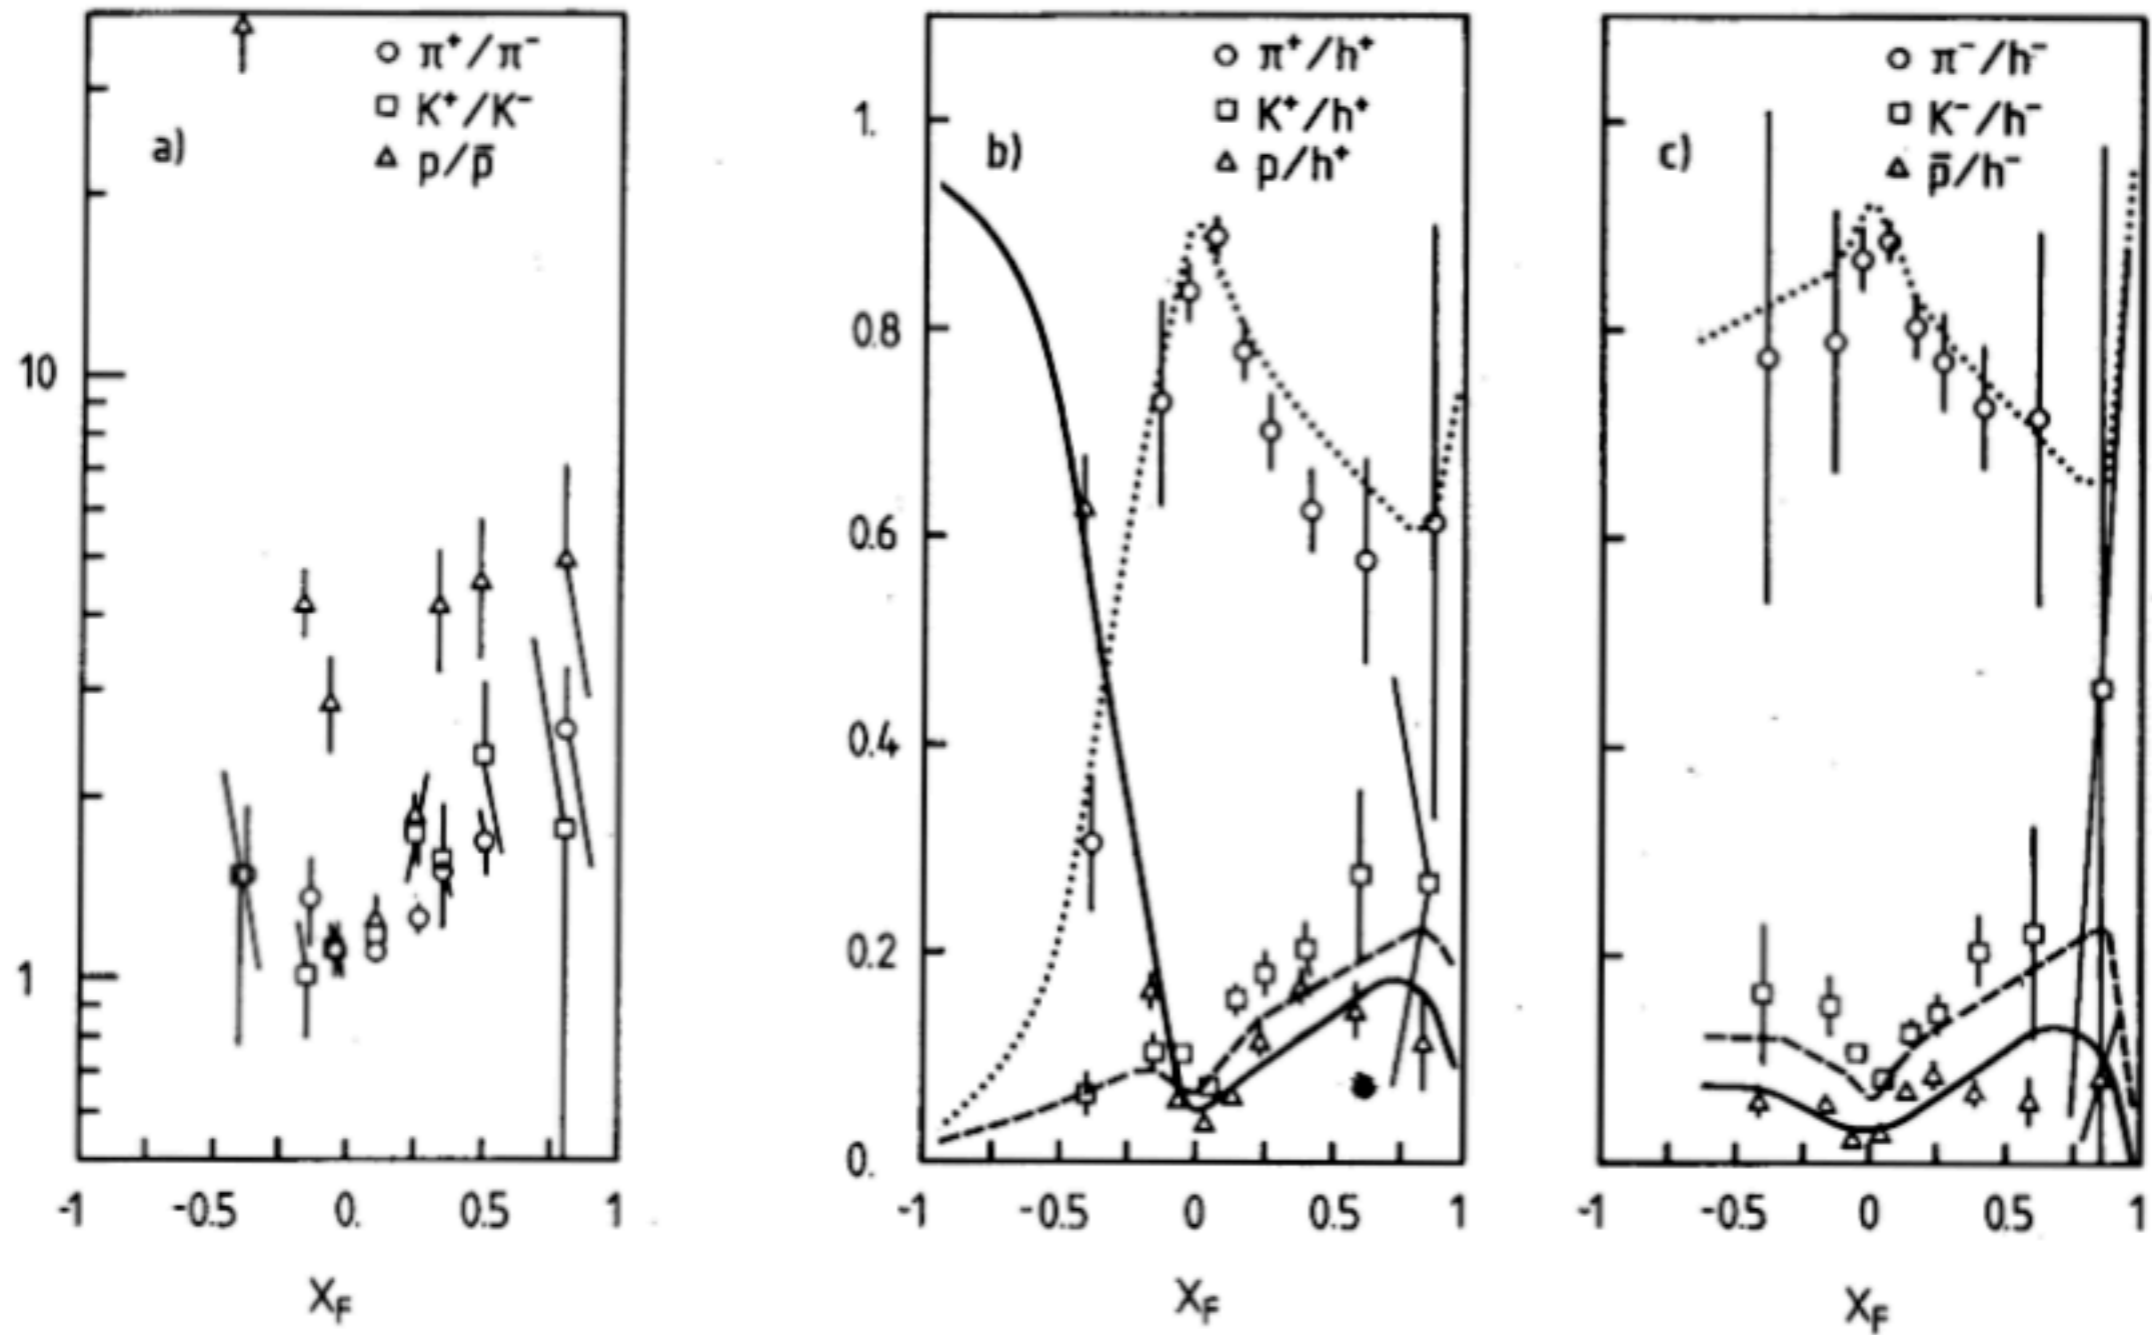 a)
π⁺/π⁻
K⁺/K⁻
p/p̄
10
1
-1 -0.5 0. 0.5 1
X_F
b)
π⁺/h⁺
K⁺/h⁺
p/h⁺
1.
0.8
0.6
0.4
0.2
0.
-1 -0.5 0 0.5 1
X_F
c)
π⁻/h⁻
K⁻/h⁻
p̄/h⁻
-1 -0.5 0 0.5 1
X_F